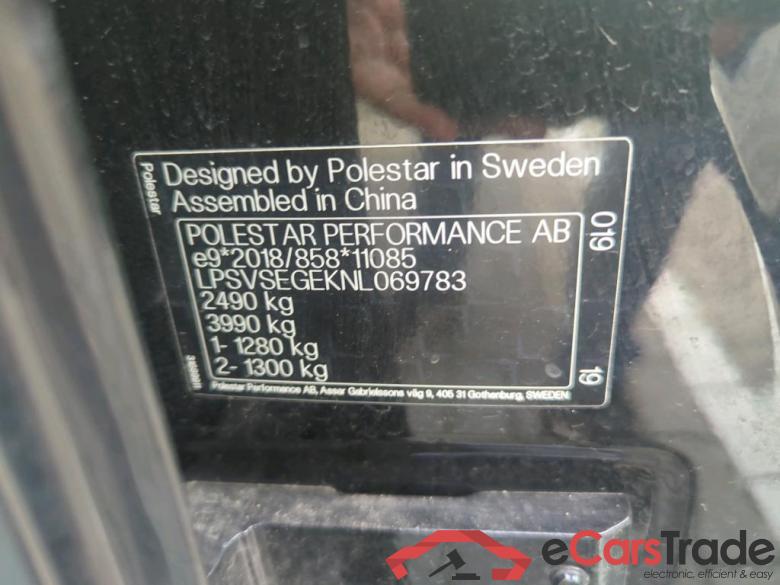 Polestar
Designed by Polestar in Sweden
Assembled in China
POLESTAR PERFORMANCE AB
e9*2018/858*11085
LPSVSEGEKNL069783
2490 kg
3990 kg
1- 1280 kg
2- 1300 kg
019
19
Polestar Performance AB, Assar Gabrielssons väg 9, 405 31 Gothenburg, SWEDEN
eCarsTrade
electronic, efficient & easy